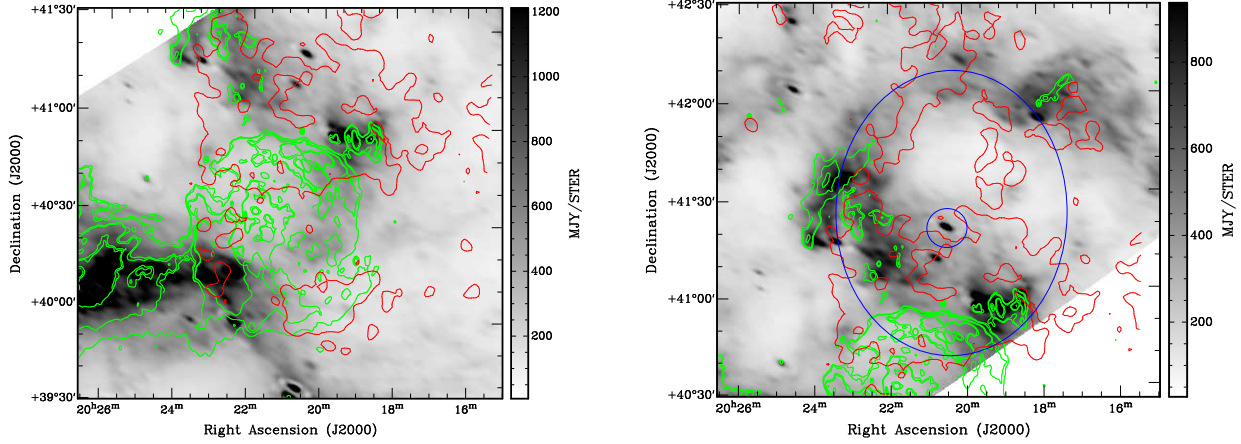 +41°30′
+41°00′
+40°30′
+40°00′
+39°30′
Declination (J2000)
20ʰ26ᵐ
24ᵐ
22ᵐ
20ᵐ
18ᵐ
16ᵐ
Right Ascension (J2000)
1200
1000
800
600
400
200
MJY/STER
+42°30′
+42°00′
+41°30′
+41°00′
+40°30′
Declination (J2000)
20ʰ26ᵐ
24ᵐ
22ᵐ
20ᵐ
18ᵐ
16ᵐ
Right Ascension (J2000)
800
600
400
200
MJY/STER